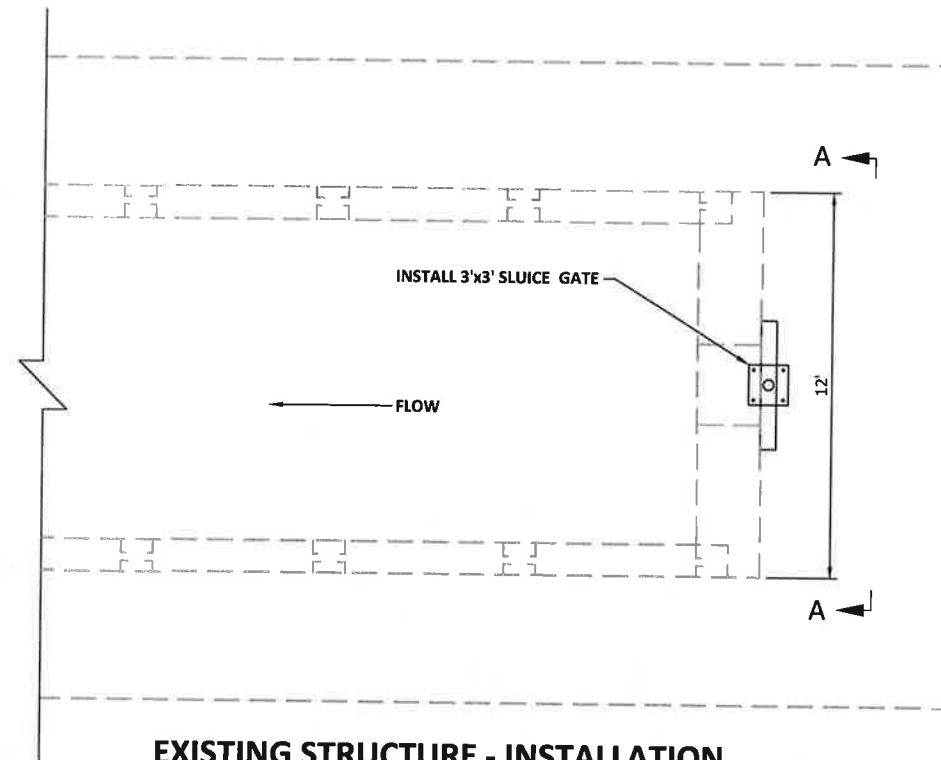 A
INSTALL 3'x3' SLUICE GATE
12'
FLOW
A
EXISTING STRUCTURE - INSTALLATION